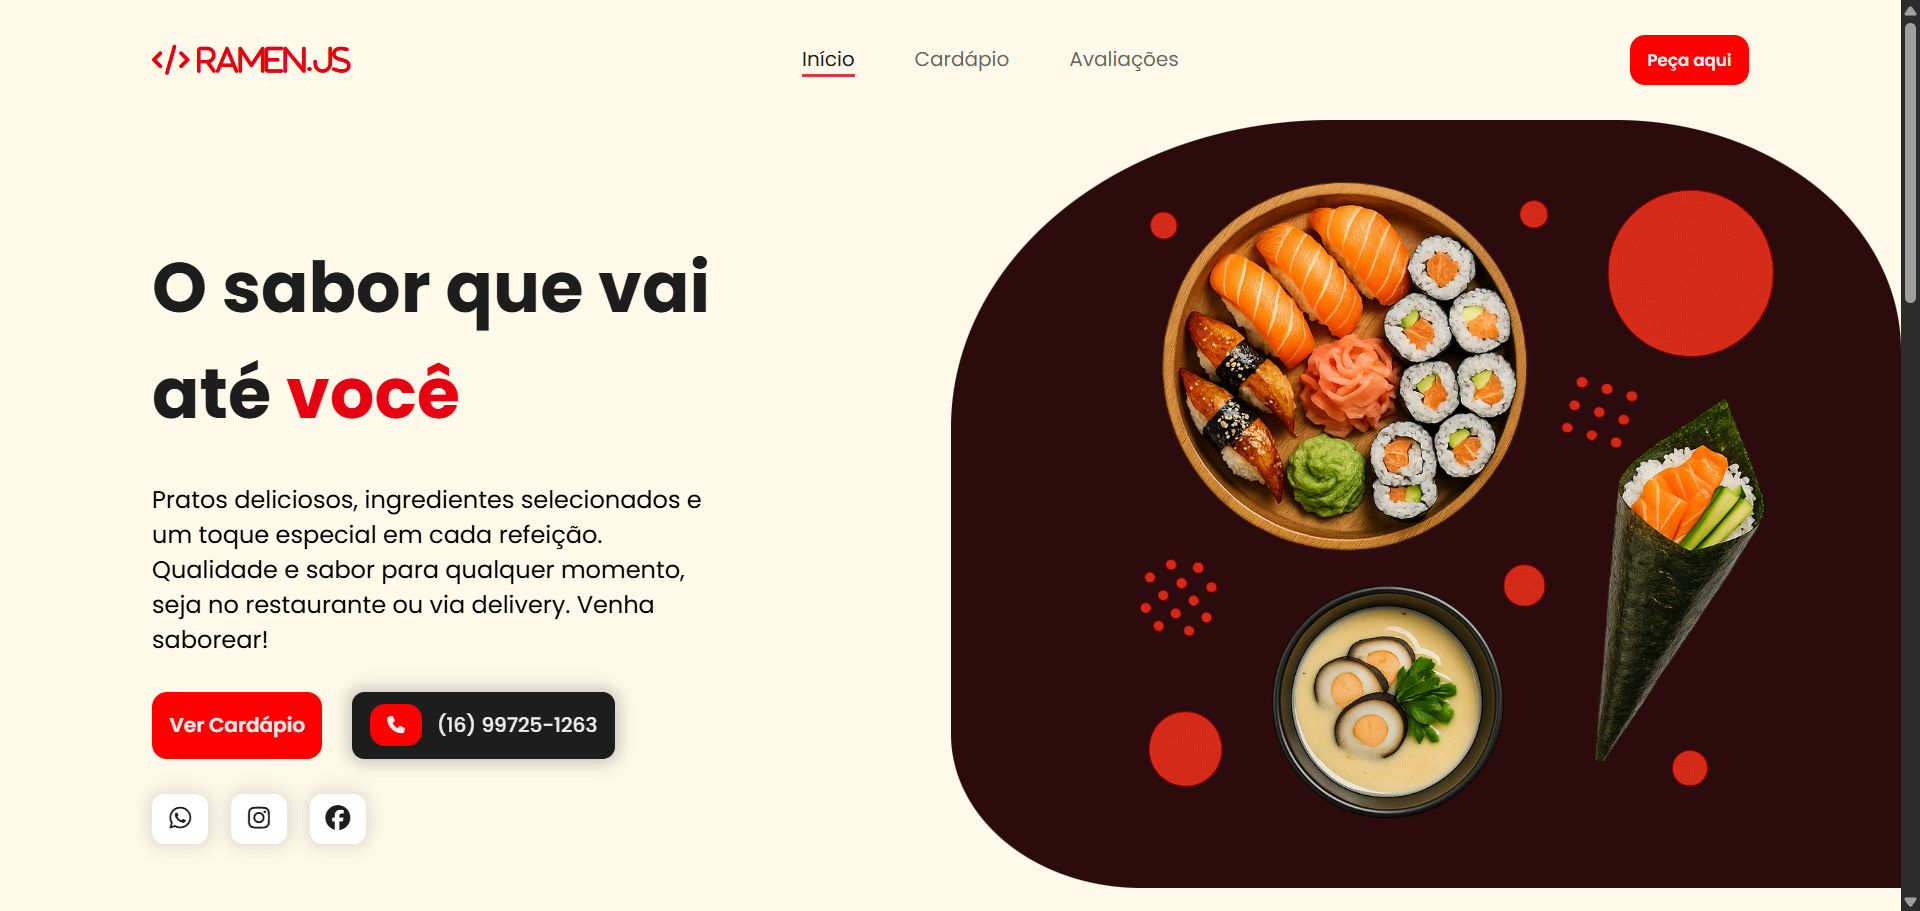 </> RAMEN.JS
Início
Cardápio
Avaliações
Peça aqui
O sabor que vai
até você
Pratos deliciosos, ingredientes selecionados e
um toque especial em cada refeição.
Qualidade e sabor para qualquer momento,
seja no restaurante ou via delivery. Venha
saborear!
Ver Cardápio
(16) 99725-1263